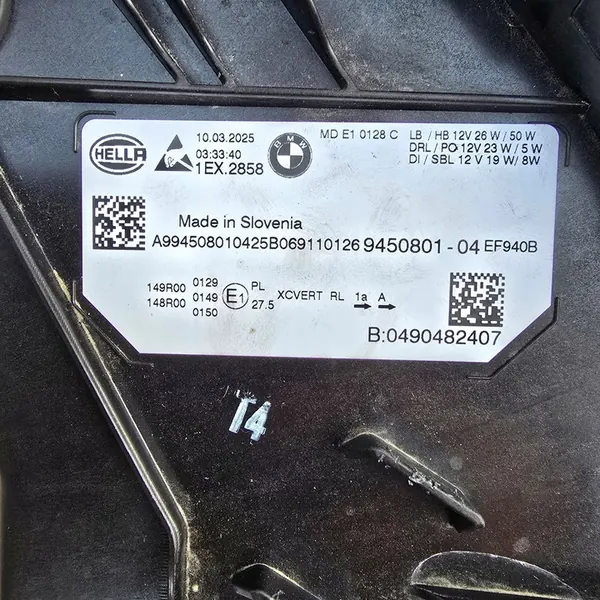 HELLA
10.03.2025
03:33:40
1EX.2858
BMW
MD E1 0128 C
LB / HB 12V 26 W / 50 W
DRL / PO 12V 23 W / 5 W
DI / SBL 12 V 19 W/ 8W
Made in Slovenia
A994508010425B069110126 9450801 - 04 EF940B
149R00 0129
148R00 0149
0150
E1
PL
27.5
XCVERT RL 1a A
B:0490482407
T4